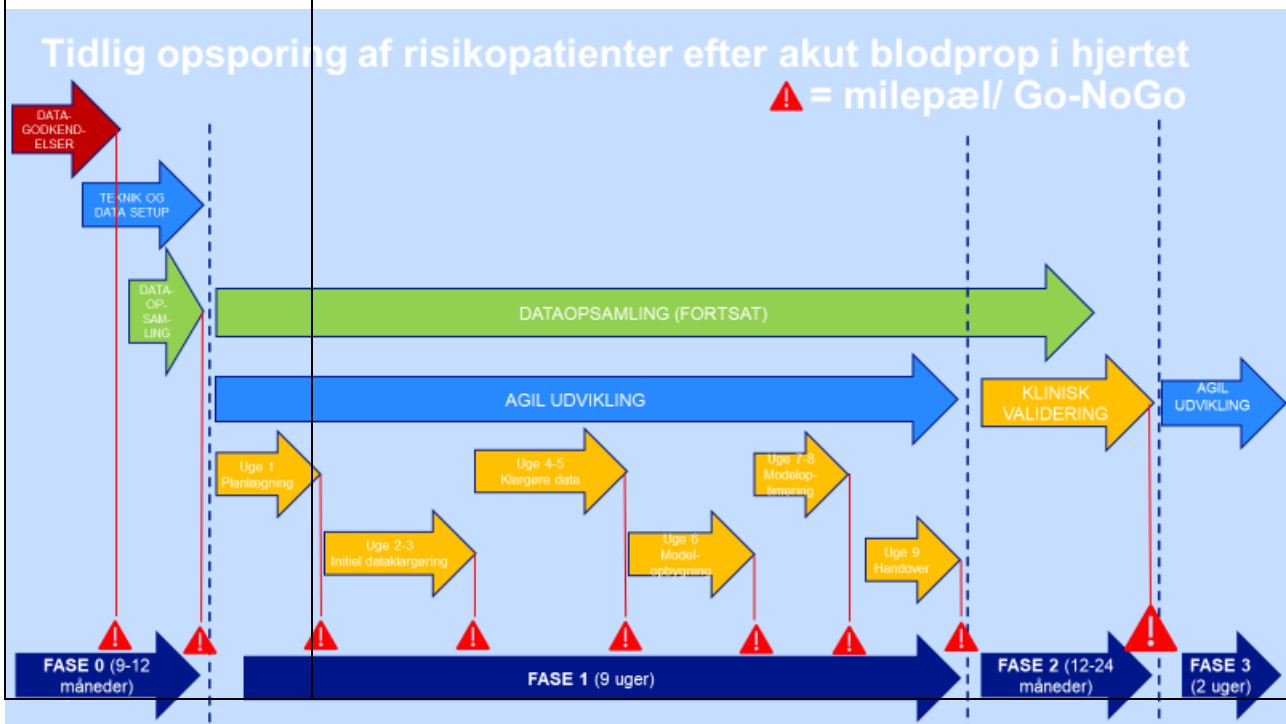 Tidlig opsporing af risikopatienter efter akut blodprop i hjertet
= milepæl/ Go-NoGo
DATA-
GODKEND-
ELSER
TEKNIK OG
DATA SETUP
DATA-
OP-
SAM-
LING
DATAOPSAMLING (FORTSAT)
AGIL UDVIKLING
KLINISK
VALIDERING
AGIL
UDVIKLING
Uge 1
Planlægning
Uge 2-3
Initiel dataklargøring
Uge 4-5
Klargøre data
Uge 6
Model-
opbygning
Uge 7-8
Modelop-
timering
Uge 9
Handover
FASE 0 (9-12
måneder)
FASE 1 (9 uger)
FASE 2 (12-24
måneder)
FASE 3
(2 uger)